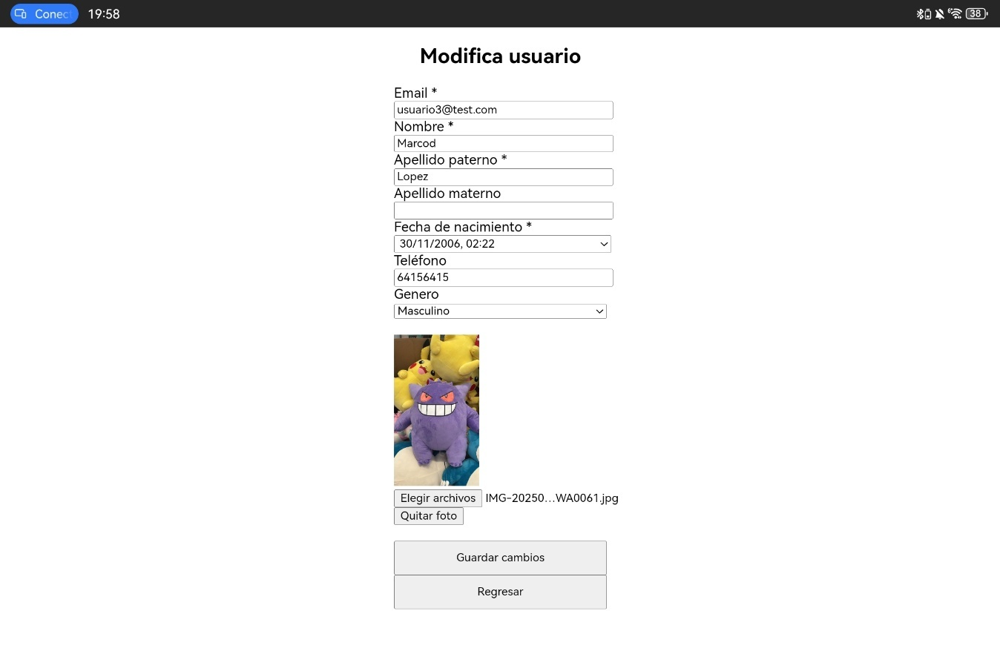 Conect
19:58
38
Modifica usuario
Email *
usuario3@test.com
Nombre *
Marcod
Apellido paterno *
Lopez
Apellido materno
Fecha de nacimiento *
30/11/2006, 02:22
Teléfono
64156415
Genero
Masculino
Elegir archivos IMG-20250...WA0061.jpg
Quitar foto
Guardar cambios
Regresar